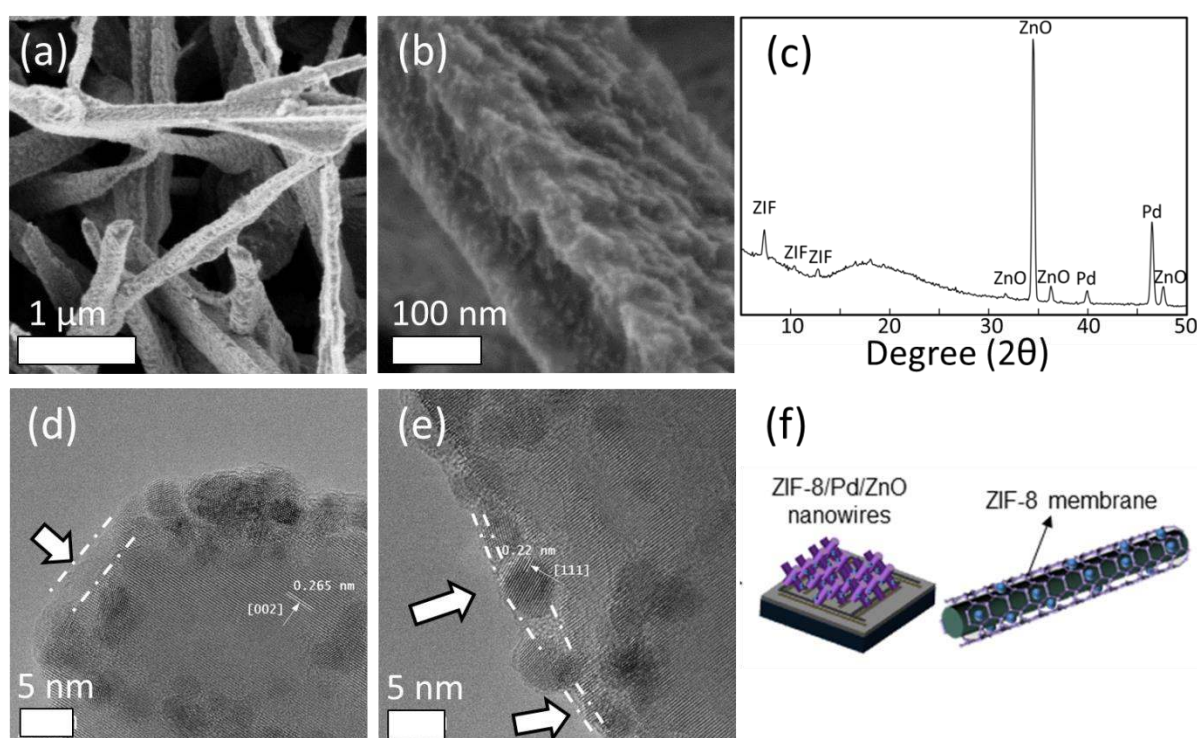 (a)
1 µm
(b)
100 nm
(c)
ZnO
ZIF
ZIF
ZIF
ZnO
ZnO
Pd
Pd
ZnO
10
20
30
40
50
Degree (2θ)
(d)
0.265 nm
[002]
5 nm
(e)
0.22 nm
[111]
5 nm
(f)
ZIF-8/Pd/ZnO
nanowires
ZIF-8 membrane